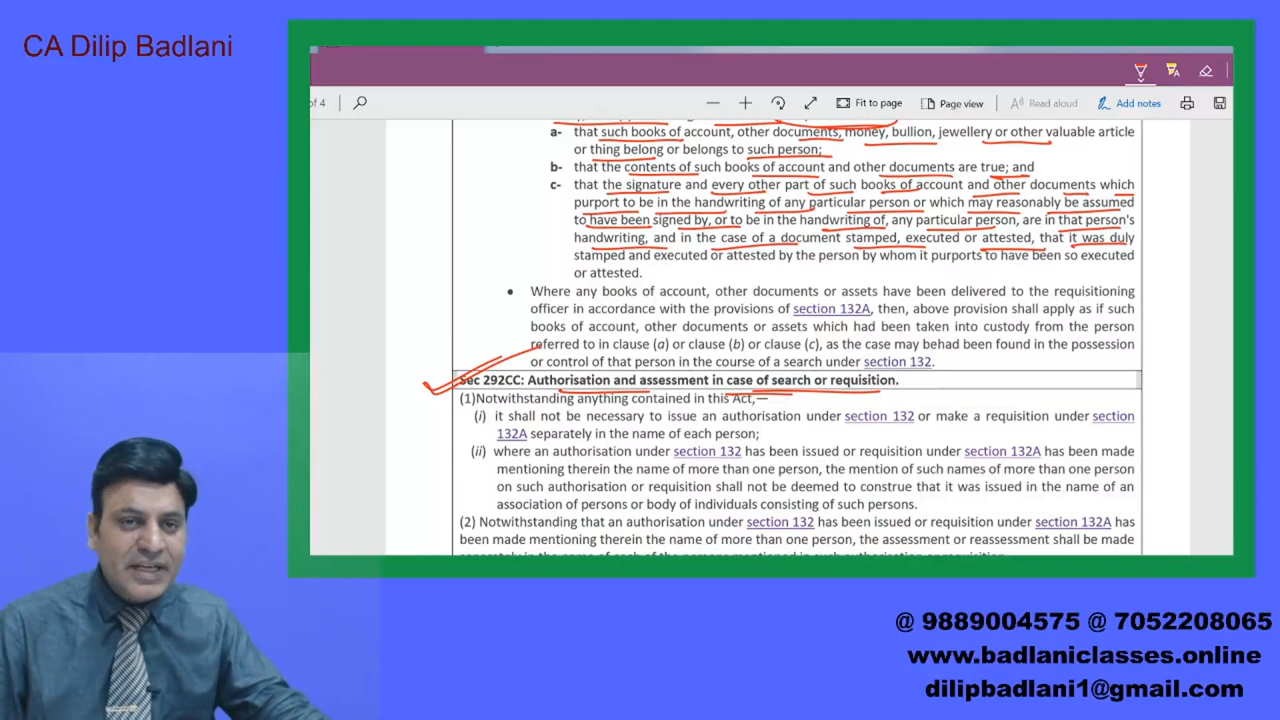 CA Dilip Badlani
of 4
Fit to page
Page view
Read aloud
Add notes
a- that such books of account, other documents, money, bullion, jewellery or other valuable article
or thing belong or belongs to such person;
b- that the contents of such books of account and other documents are true; and
c- that the signature and every other part of such books of account and other documents which
purport to be in the handwriting of any particular person or which may reasonably be assumed
to have been signed by, or to be in the handwriting of, any particular person, are in that person's
handwriting, and in the case of a document stamped, executed or attested, that it was duly
stamped and executed or attested by the person by whom it purports to have been so executed
or attested.
• Where any books of account, other documents or assets have been delivered to the requisitioning
officer in accordance with the provisions of section 132A, then, above provision shall apply as if such
books of account, other documents or assets which had been taken into custody from the person
referred to in clause (a) or clause (b) or clause (c), as the case may behad been found in the possession
or control of that person in the course of a search under section 132.
Sec 292CC: Authorisation and assessment in case of search or requisition.
(1)Notwithstanding anything contained in this Act,—
(i) it shall not be necessary to issue an authorisation under section 132 or make a requisition under section
132A separately in the name of each person;
(ii) where an authorisation under section 132 has been issued or requisition under section 132A has been made
mentioning therein the name of more than one person, the mention of such names of more than one person
on such authorisation or requisition shall not be deemed to construe that it was issued in the name of an
association of persons or body of individuals consisting of such persons.
(2) Notwithstanding that an authorisation under section 132 has been issued or requisition under section 132A has
been made mentioning therein the name of more than one person, the assessment or reassessment shall be made
@ 9889004575 @ 7052208065
www.badlaniclasses.online
dilipbadlani1@gmail.com